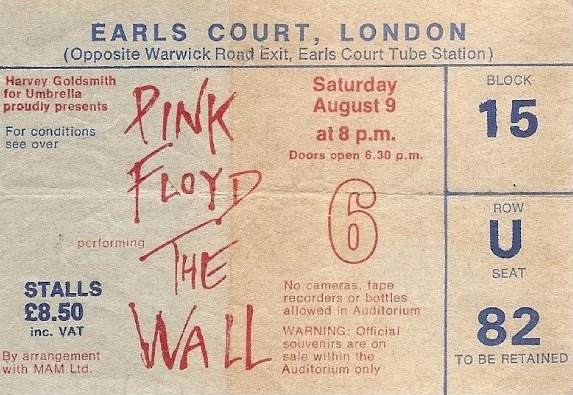 EARLS COURT, LONDON
(Opposite Warwick Road Exit, Earls Court Tube Station)
Harvey Goldsmith
for Umbrella
proudly presents
For conditions
see over
PINK
FLOYD
performing
THE
WALL
STALLS
£8.50
inc. VAT
By arrangement
with MAM Ltd.
Saturday
August 9
at 8 p.m.
Doors open 6.30 p.m.
6
No cameras, tape
recorders or bottles
allowed in Auditorium
WARNING: Official
souvenirs are on
sale within the
Auditorium only
BLOCK
15
ROW
U
SEAT
82
TO BE RETAINED